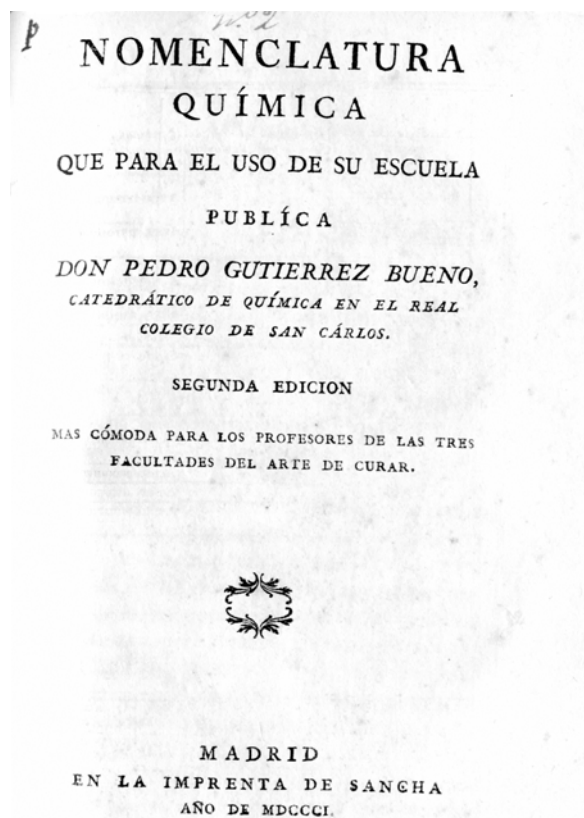 p
NOMENCLATURA
QUÍMICA
QUE PARA EL USO DE SU ESCUELA
PUBLÍCA
DON PEDRO GUTIERREZ BUENO,
CATEDRÁTICO DE QUÍMICA EN EL REAL
COLEGIO DE SAN CÁRLOS.
SEGUNDA EDICION
MAS CÓMODA PARA LOS PROFESORES DE LAS TRES
FACULTADES DEL ARTE DE CURAR.
MADRID
EN LA IMPRENTA DE SANCHA
AÑO DE MDCCCI.